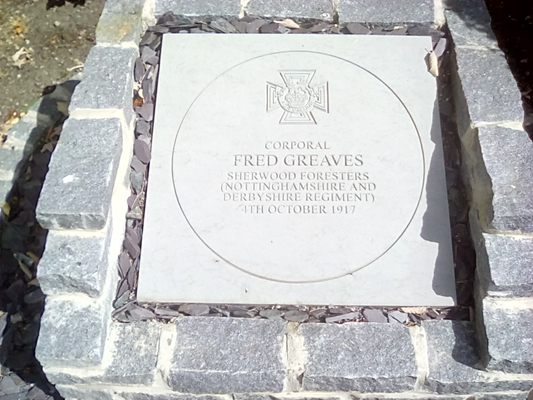 CORPORAL
FRED GREAVES
SHERWOOD FORESTERS
(NOTTINGHAMSHIRE AND
DERBYSHIRE REGIMENT)
4TH OCTOBER 1917